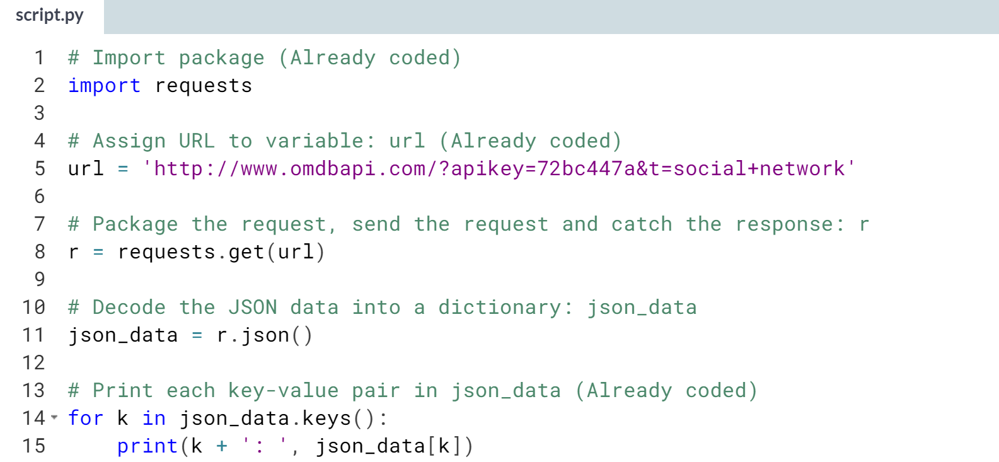 script.py
1 # Import package (Already coded)
2 import requests
3
4 # Assign URL to variable: url (Already coded)
5 url = 'http://www.omdbapi.com/?apikey=72bc447a&t=social+network'
6
7 # Package the request, send the request and catch the response: r
8 r = requests.get(url)
9
10 # Decode the JSON data into a dictionary: json_data
11 json_data = r.json()
12
13 # Print each key-value pair in json_data (Already coded)
14 for k in json_data.keys():
15     print(k + ': ', json_data[k])